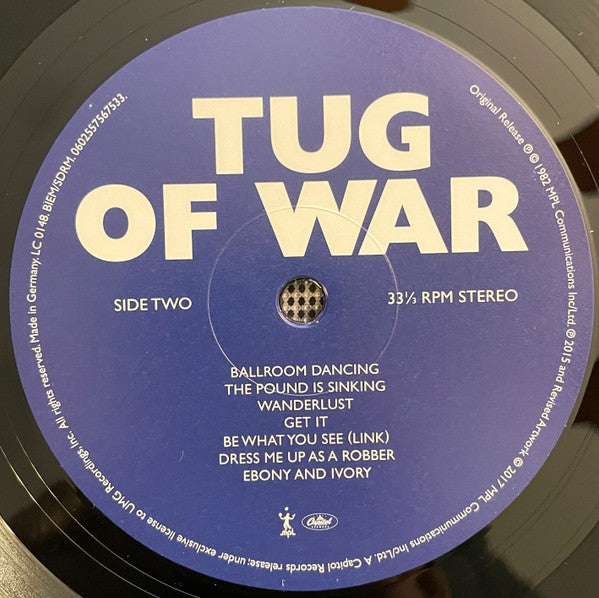 TUG
OF WAR
SIDE TWO
33⅓ RPM STEREO
BALLROOM DANCING
THE POUND IS SINKING
WANDERLUST
GET IT
BE WHAT YOU SEE (LINK)
DRESS ME UP AS A ROBBER
EBONY AND IVORY
MPL
Capitol
RECORDS
Original Release ℗ © 1982 MPL Communications Inc/Ltd. ℗ 2015 and Revised Artwork © 2017 MPL Communications Inc/Ltd. A Capitol Records release; under exclusive license to UMG Recordings, Inc. All rights reserved. Made in Germany. LC 0148. BIEM/SDRM. 0602557567533.